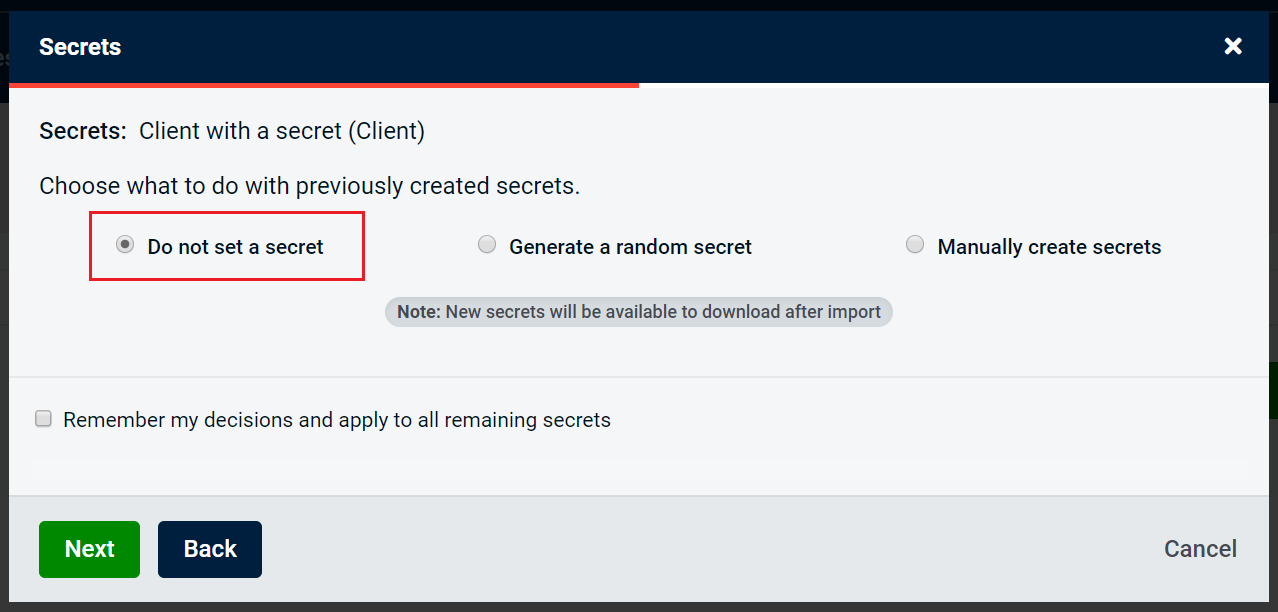 Secrets
Secrets: Client with a secret (Client)
Choose what to do with previously created secrets.
Do not set a secret
Generate a random secret
Manually create secrets
Note: New secrets will be available to download after import
Remember my decisions and apply to all remaining secrets
Next
Back
Cancel